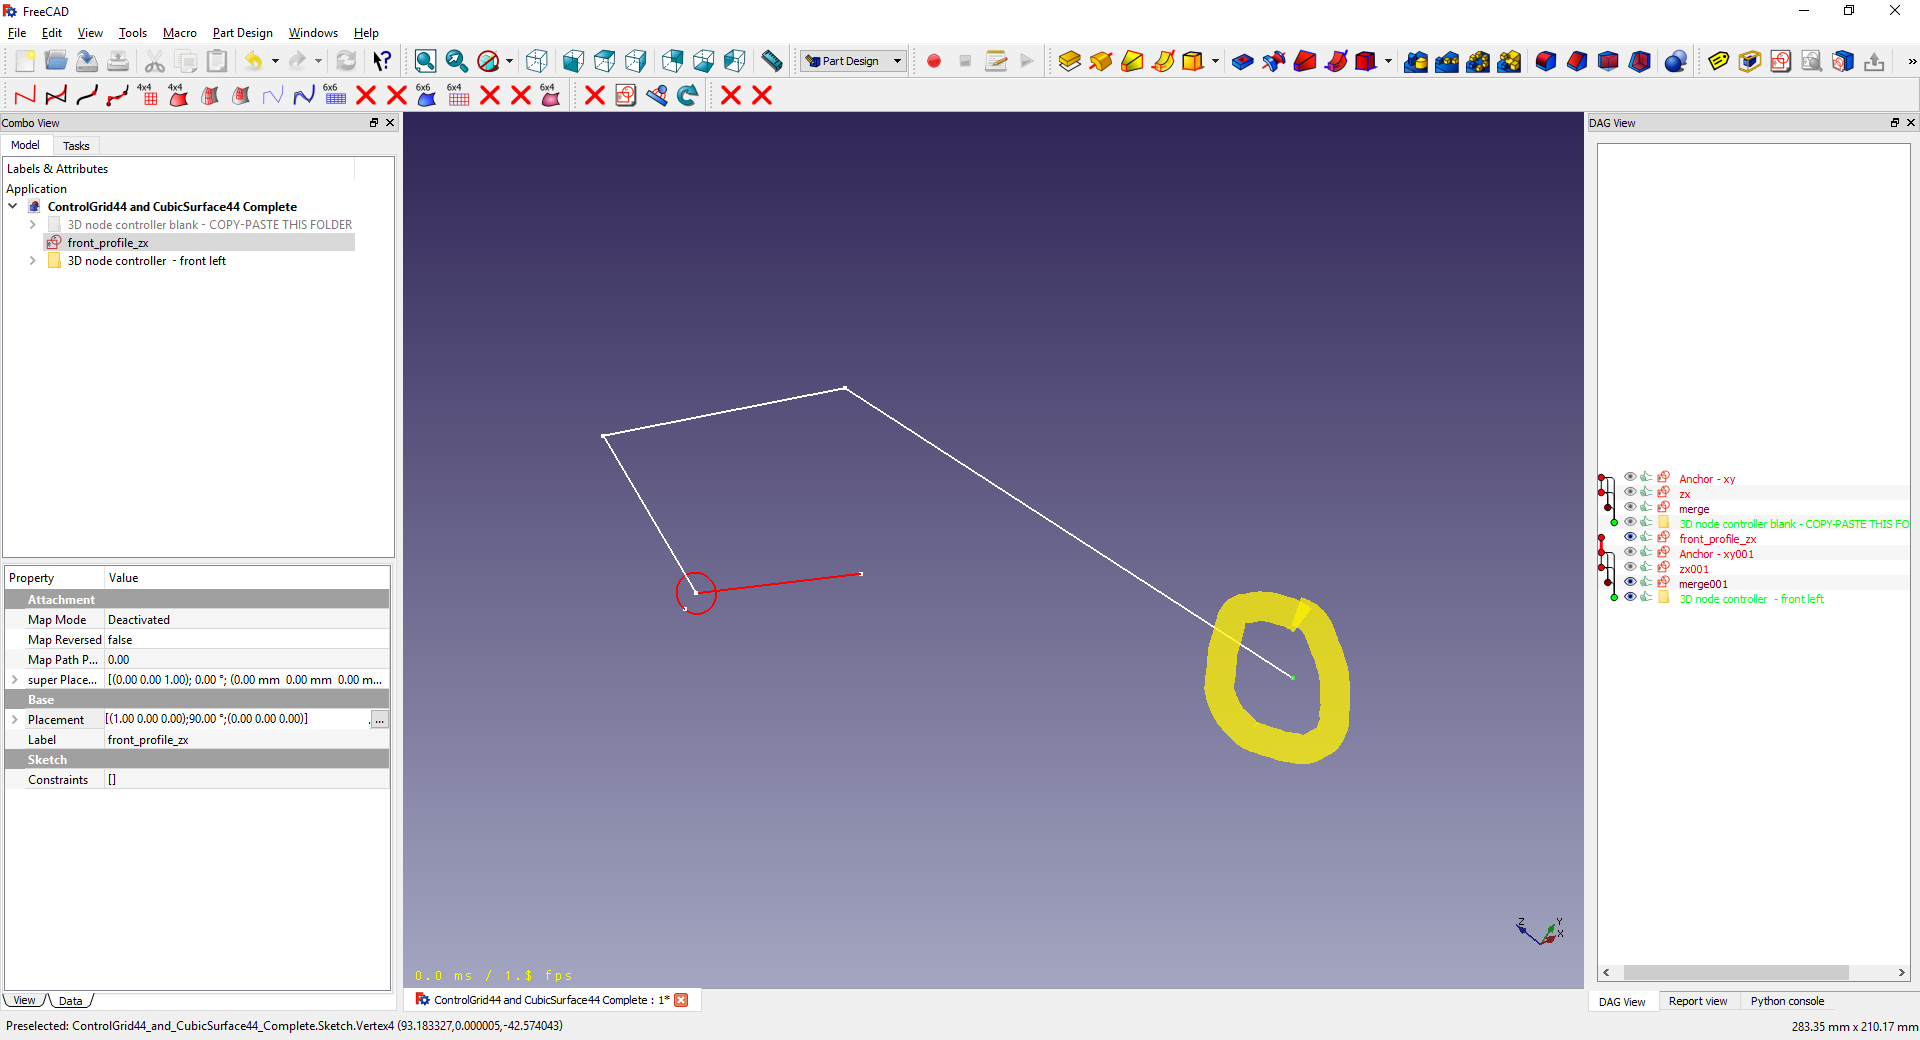 FreeCAD
File Edit View Tools Macro Part Design Windows Help
Part Design
4x4 4x4 6x6 6x6 6x4 6x4
Combo View
Model Tasks
Labels & Attributes
Application
ControlGrid44 and CubicSurface44 Complete
3D node controller blank - COPY-PASTE THIS FOLDER
front_profile_zx
3D node controller - front left
Property Value
Attachment
Map Mode Deactivated
Map Reversed false
Map Path P... 0.00
super Place... [(0.00 0.00 1.00); 0.00 °; (0.00 mm 0.00 mm 0.00 m...
Base
Placement [(1.00 0.00 0.00);90.00 °;(0.00 0.00 0.00)] ...
Label front_profile_zx
Sketch
Constraints []
View Data
Z Y X
0.0 ms / 1.$ fps
ControlGrid44 and CubicSurface44 Complete : 1*
DAG View
Anchor - xy
zx
merge
3D node controller blank - COPY-PASTE THIS FO
front_profile_zx
Anchor - xy001
zx001
merge001
3D node controller - front left
DAG View Report view Python console
Preselected: ControlGrid44_and_CubicSurface44_Complete.Sketch.Vertex4 (93.183327,0.000005,-42.574043)
283.35 mm x 210.17 mm